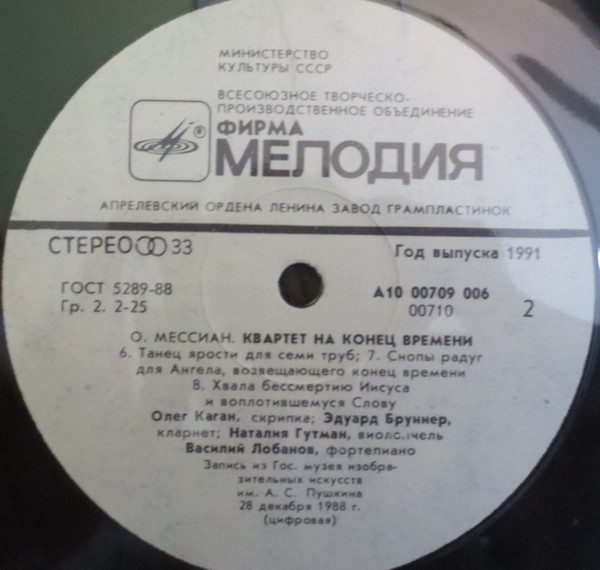 МИНИСТЕРСТВО
КУЛЬТУРЫ СССР
ВСЕСОЮЗНОЕ ТВОРЧЕСКО-
ПРОИЗВОДСТВЕННОЕ ОБЪЕДИНЕНИЕ
® ФИРМА
МЕЛОДИЯ
АПРЕЛЕВСКИЙ ОРДЕНА ЛЕНИНА ЗАВОД ГРАМПЛАСТИНОК
СТЕРЕО 33
Год выпуска 1991
ГОСТ 5289-88
А10 00709 006
Гр. 2. 2-25
00710
2
О. МЕССИАН. КВАРТЕТ НА КОНЕЦ ВРЕМЕНИ
6. Танец ярости для семи труб; 7. Снопы радуг
для Ангела, возвещающего конец времени
8. Хвала бессмертию Иисуса
и воплотившемуся Слову
Олег Каган, скрипка; Эдуард Бруннер,
кларнет; Наталия Гутман, виолончель
Василий Лобанов, фортепиано
Запись из Гос. музея изобра-
зительных искусств
им. А. С. Пушкина
28 декабря 1988 г.
(цифровая)